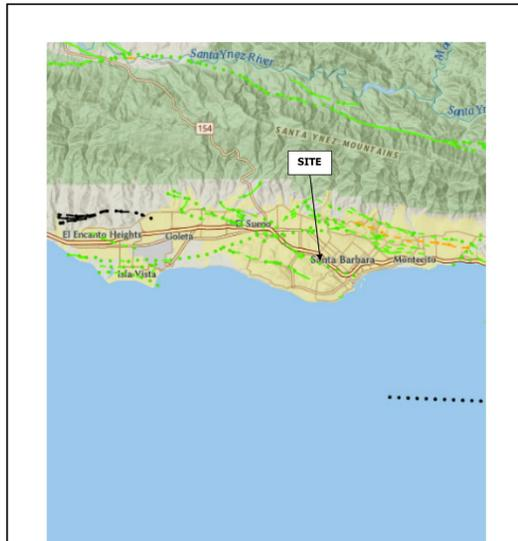 Santa Ynez River
Santa Yn
154
SANTA YNEZ MOUNTAINS
SITE
El Encanto Heights
Goleta
El Sueno
Isla Vista
Santa Barbara
Montecito